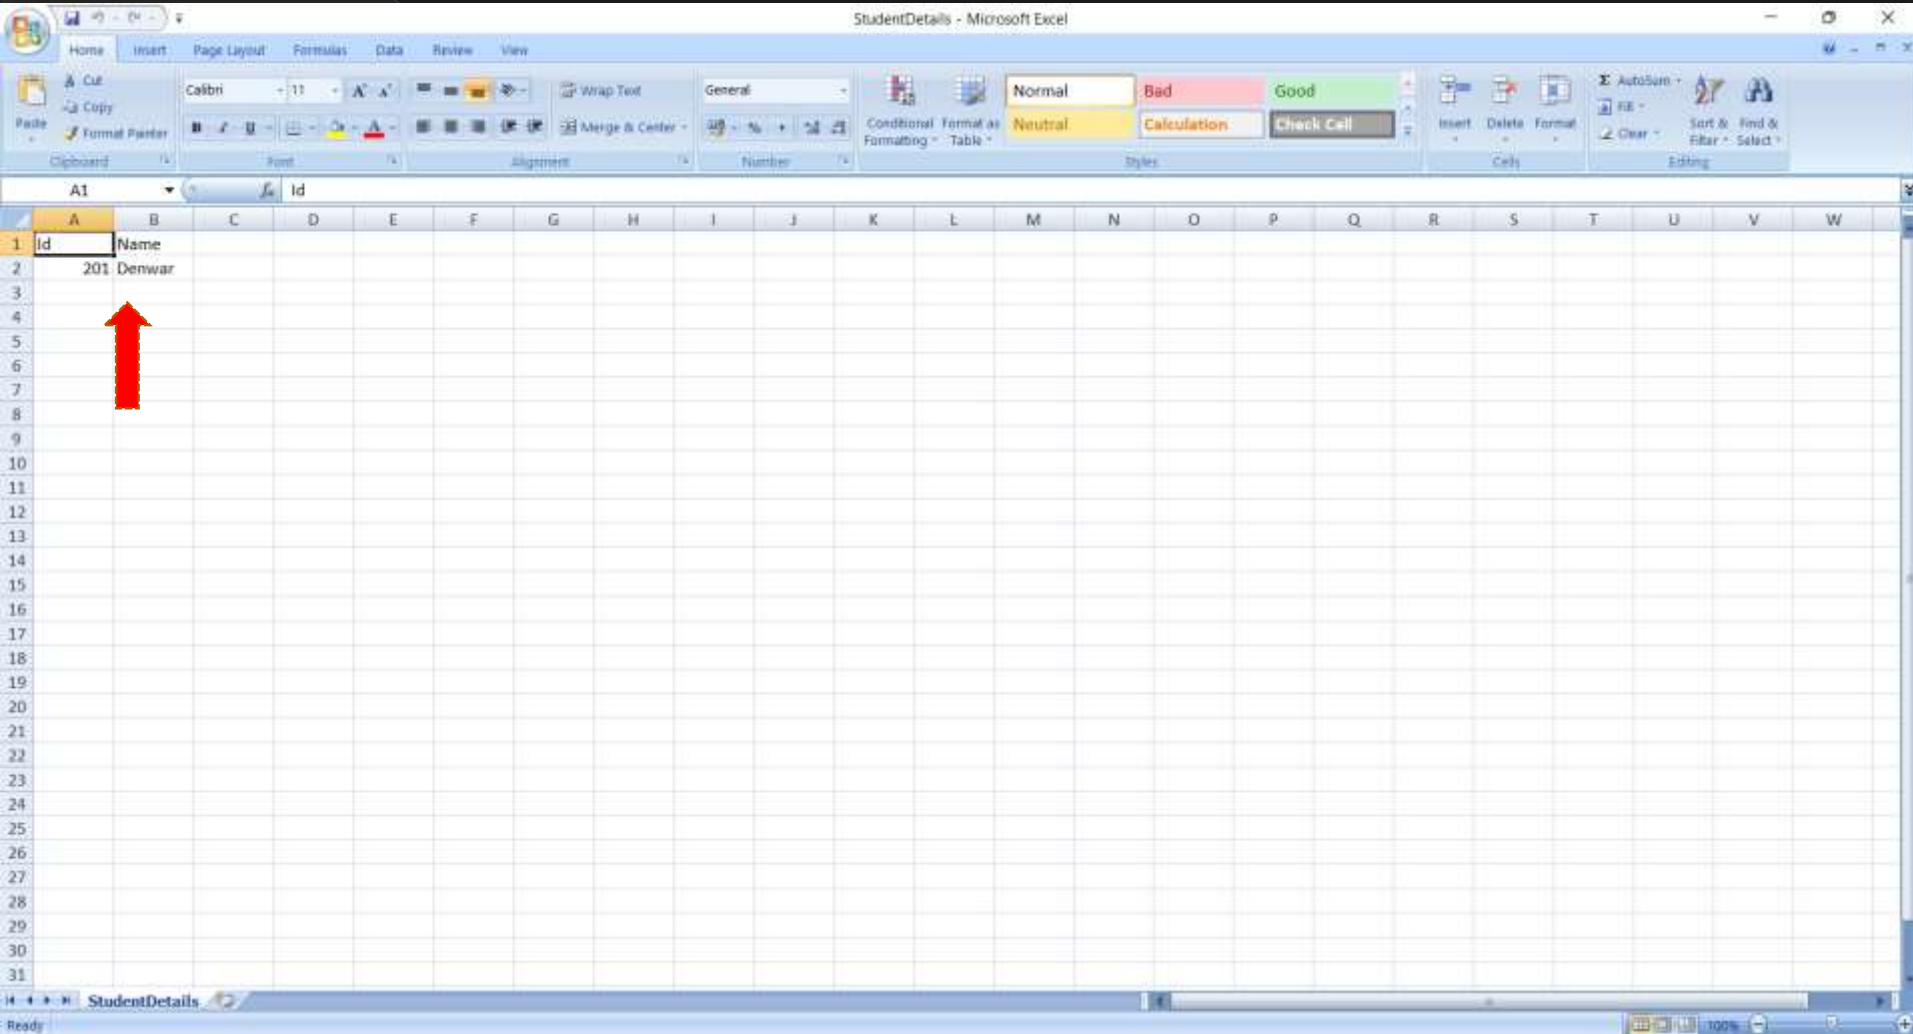 StudentDetails - Microsoft Excel
Home Insert Page Layout Formulas Data Review View
Cut
Copy
Paste
Format Painter
Clipboard
Calibri 11
Font
Wrap Text
Merge & Center
Alignment
General
Number
Conditional Formatting
Format as Table
Normal Bad Good
Neutral Calculation Check Cell
Styles
Insert Delete Format
Cells
Σ AutoSum
Fill
Clear
Sort & Filter
Find & Select
Editing
A1 fx Id
A B C D E F G H I J K L M N O P Q R S T U V W
1 Id Name
2 201 Denwar
3
4
5
6
7
8
9
10
11
12
13
14
15
16
17
18
19
20
21
22
23
24
25
26
27
28
29
30
31
StudentDetails
Ready 100%